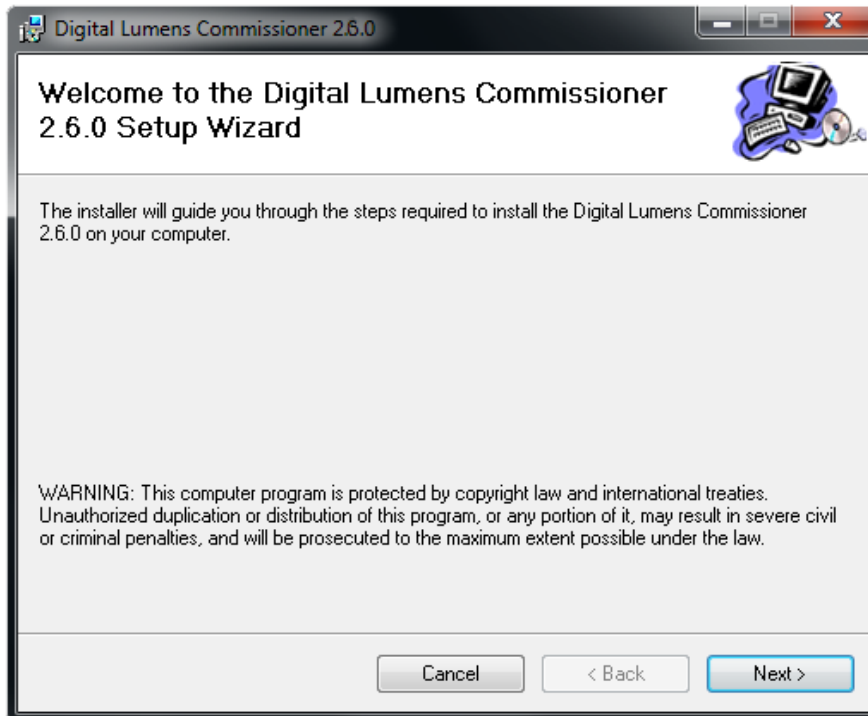 Digital Lumens Commissioner 2.6.0
Welcome to the Digital Lumens Commissioner
2.6.0 Setup Wizard
The installer will guide you through the steps required to install the Digital Lumens Commissioner
2.6.0 on your computer.
WARNING: This computer program is protected by copyright law and international treaties.
Unauthorized duplication or distribution of this program, or any portion of it, may result in severe civil
or criminal penalties, and will be prosecuted to the maximum extent possible under the law.
Cancel < Back Next >